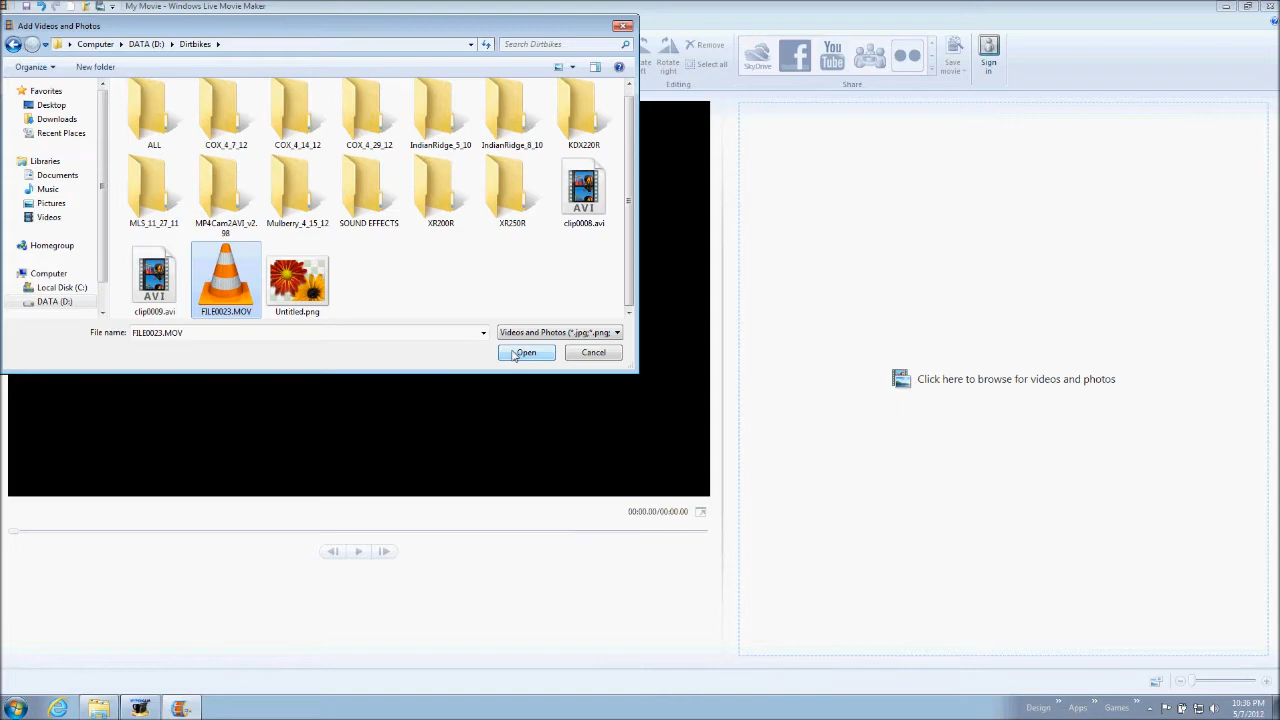 My Movie - Windows Live Movie Maker
Add Videos and Photos
Computer ▸ DATA (D:) ▸ Dirtbikes ▸
Search Dirtbikes
Organize
New folder
Favorites
Desktop
Downloads
Recent Places
Libraries
Documents
Music
Pictures
Videos
Homegroup
Computer
Local Disk (C:)
DATA (D:)
ALL
COX_4_7_12
COX_4_14_12
COX_4_29_12
IndianRidge_5_10
IndianRidge_8_10
KDX220R
MLS_11_27_11
MP4Cam2AVI_v2.
98
Mulberry_4_15_12
SOUND EFFECTS
XR200R
XR250R
AVI
clip0008.avi
AVI
clip0009.avi
FILE0023.MOV
Untitled.png
File name: FILE0023.MOV
Videos and Photos (*.jpg;*.png;
Open
Cancel
Rotate
right
Remove
Select all
Editing
SkyDrive
You
Tube
Share
Save
movie
Sign
in
Click here to browse for videos and photos
00:00.00/00:00.00
Design
Apps
Games
10:36 PM
5/7/2012